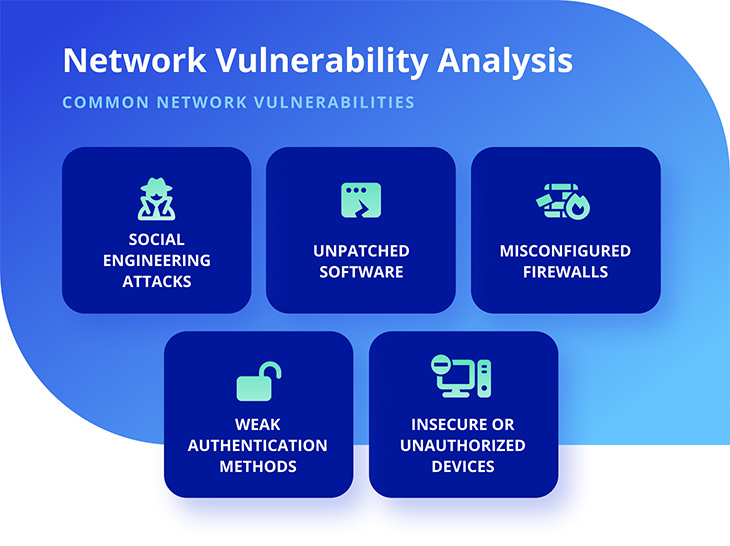 Network Vulnerability Analysis
COMMON NETWORK VULNERABILITIES
SOCIAL
ENGINEERING
ATTACKS
UNPATCHED
SOFTWARE
MISCONFIGURED
FIREWALLS
WEAK
AUTHENTICATION
METHODS
INSECURE OR
UNAUTHORIZED
DEVICES